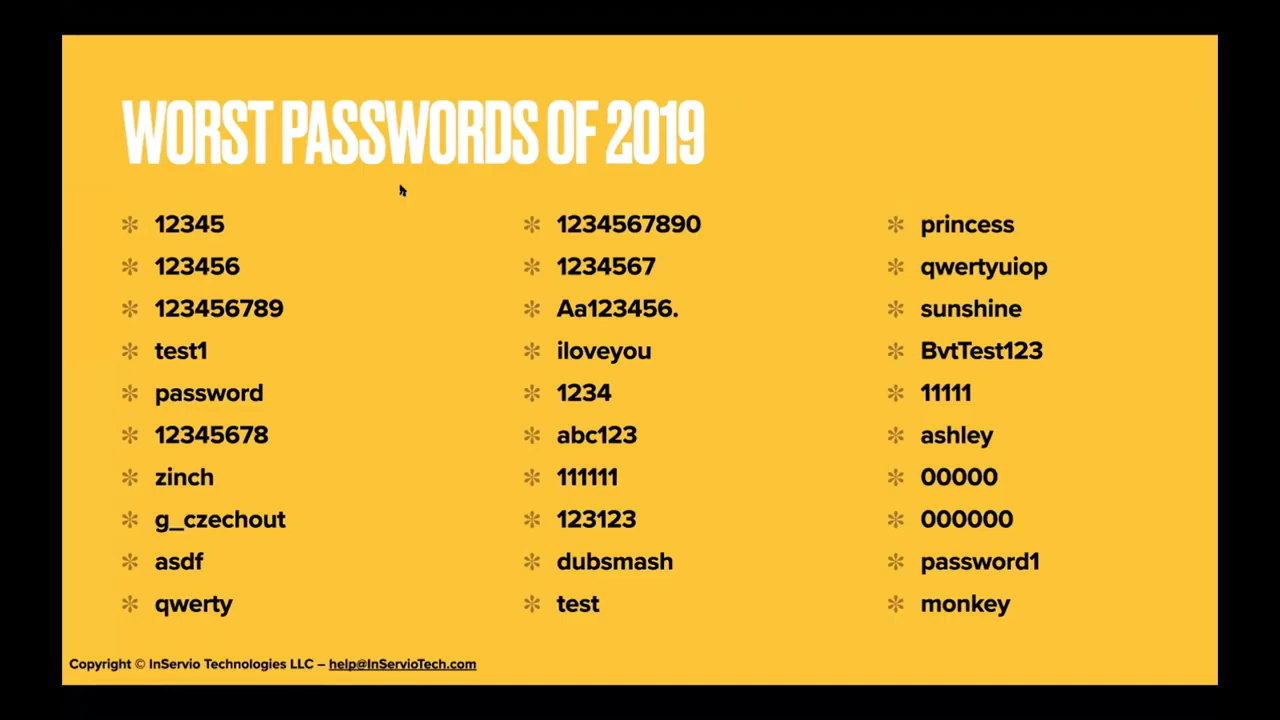 WORST PASSWORDS OF 2019
12345
123456
123456789
test1
password
12345678
zinch
g_czechout
asdf
qwerty
1234567890
1234567
Aa123456.
iloveyou
1234
abc123
111111
123123
dubsmash
test
princess
qwertyuiop
sunshine
BvtTest123
11111
ashley
00000
000000
password1
monkey
Copyright © InServio Technologies LLC – help@InServioTech.com